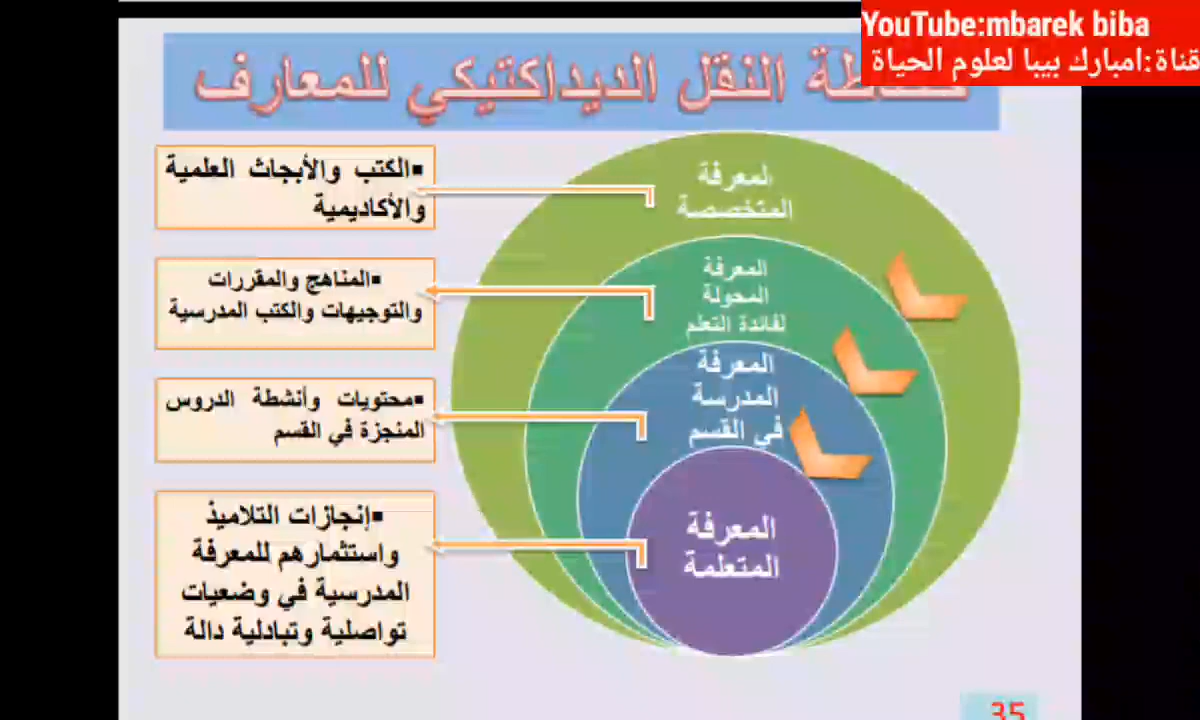 YouTube:mbarek biba
قناة:امبارك بيبا لعلوم الحياة
النقل الديداكتيكي للمعارف
المعرفة
المتخصصة
▪الكتب والأبجاث العلمية
والأكاديمية
المعرفة
المحولة
لفائدة التعلم
▪المناهج والمقررات
والتوجيهات والكتب المدرسية
المعرفة
المدرسة
في القسم
▪محتويات وأنشطة الدروس
المنجزة في القسم
المعرفة
المتعلمة
▪إنجازات التلاميذ
واستثمارهم للمعرفة
المدرسية في وضعيات
تواصلية وتبادلية دالة
35